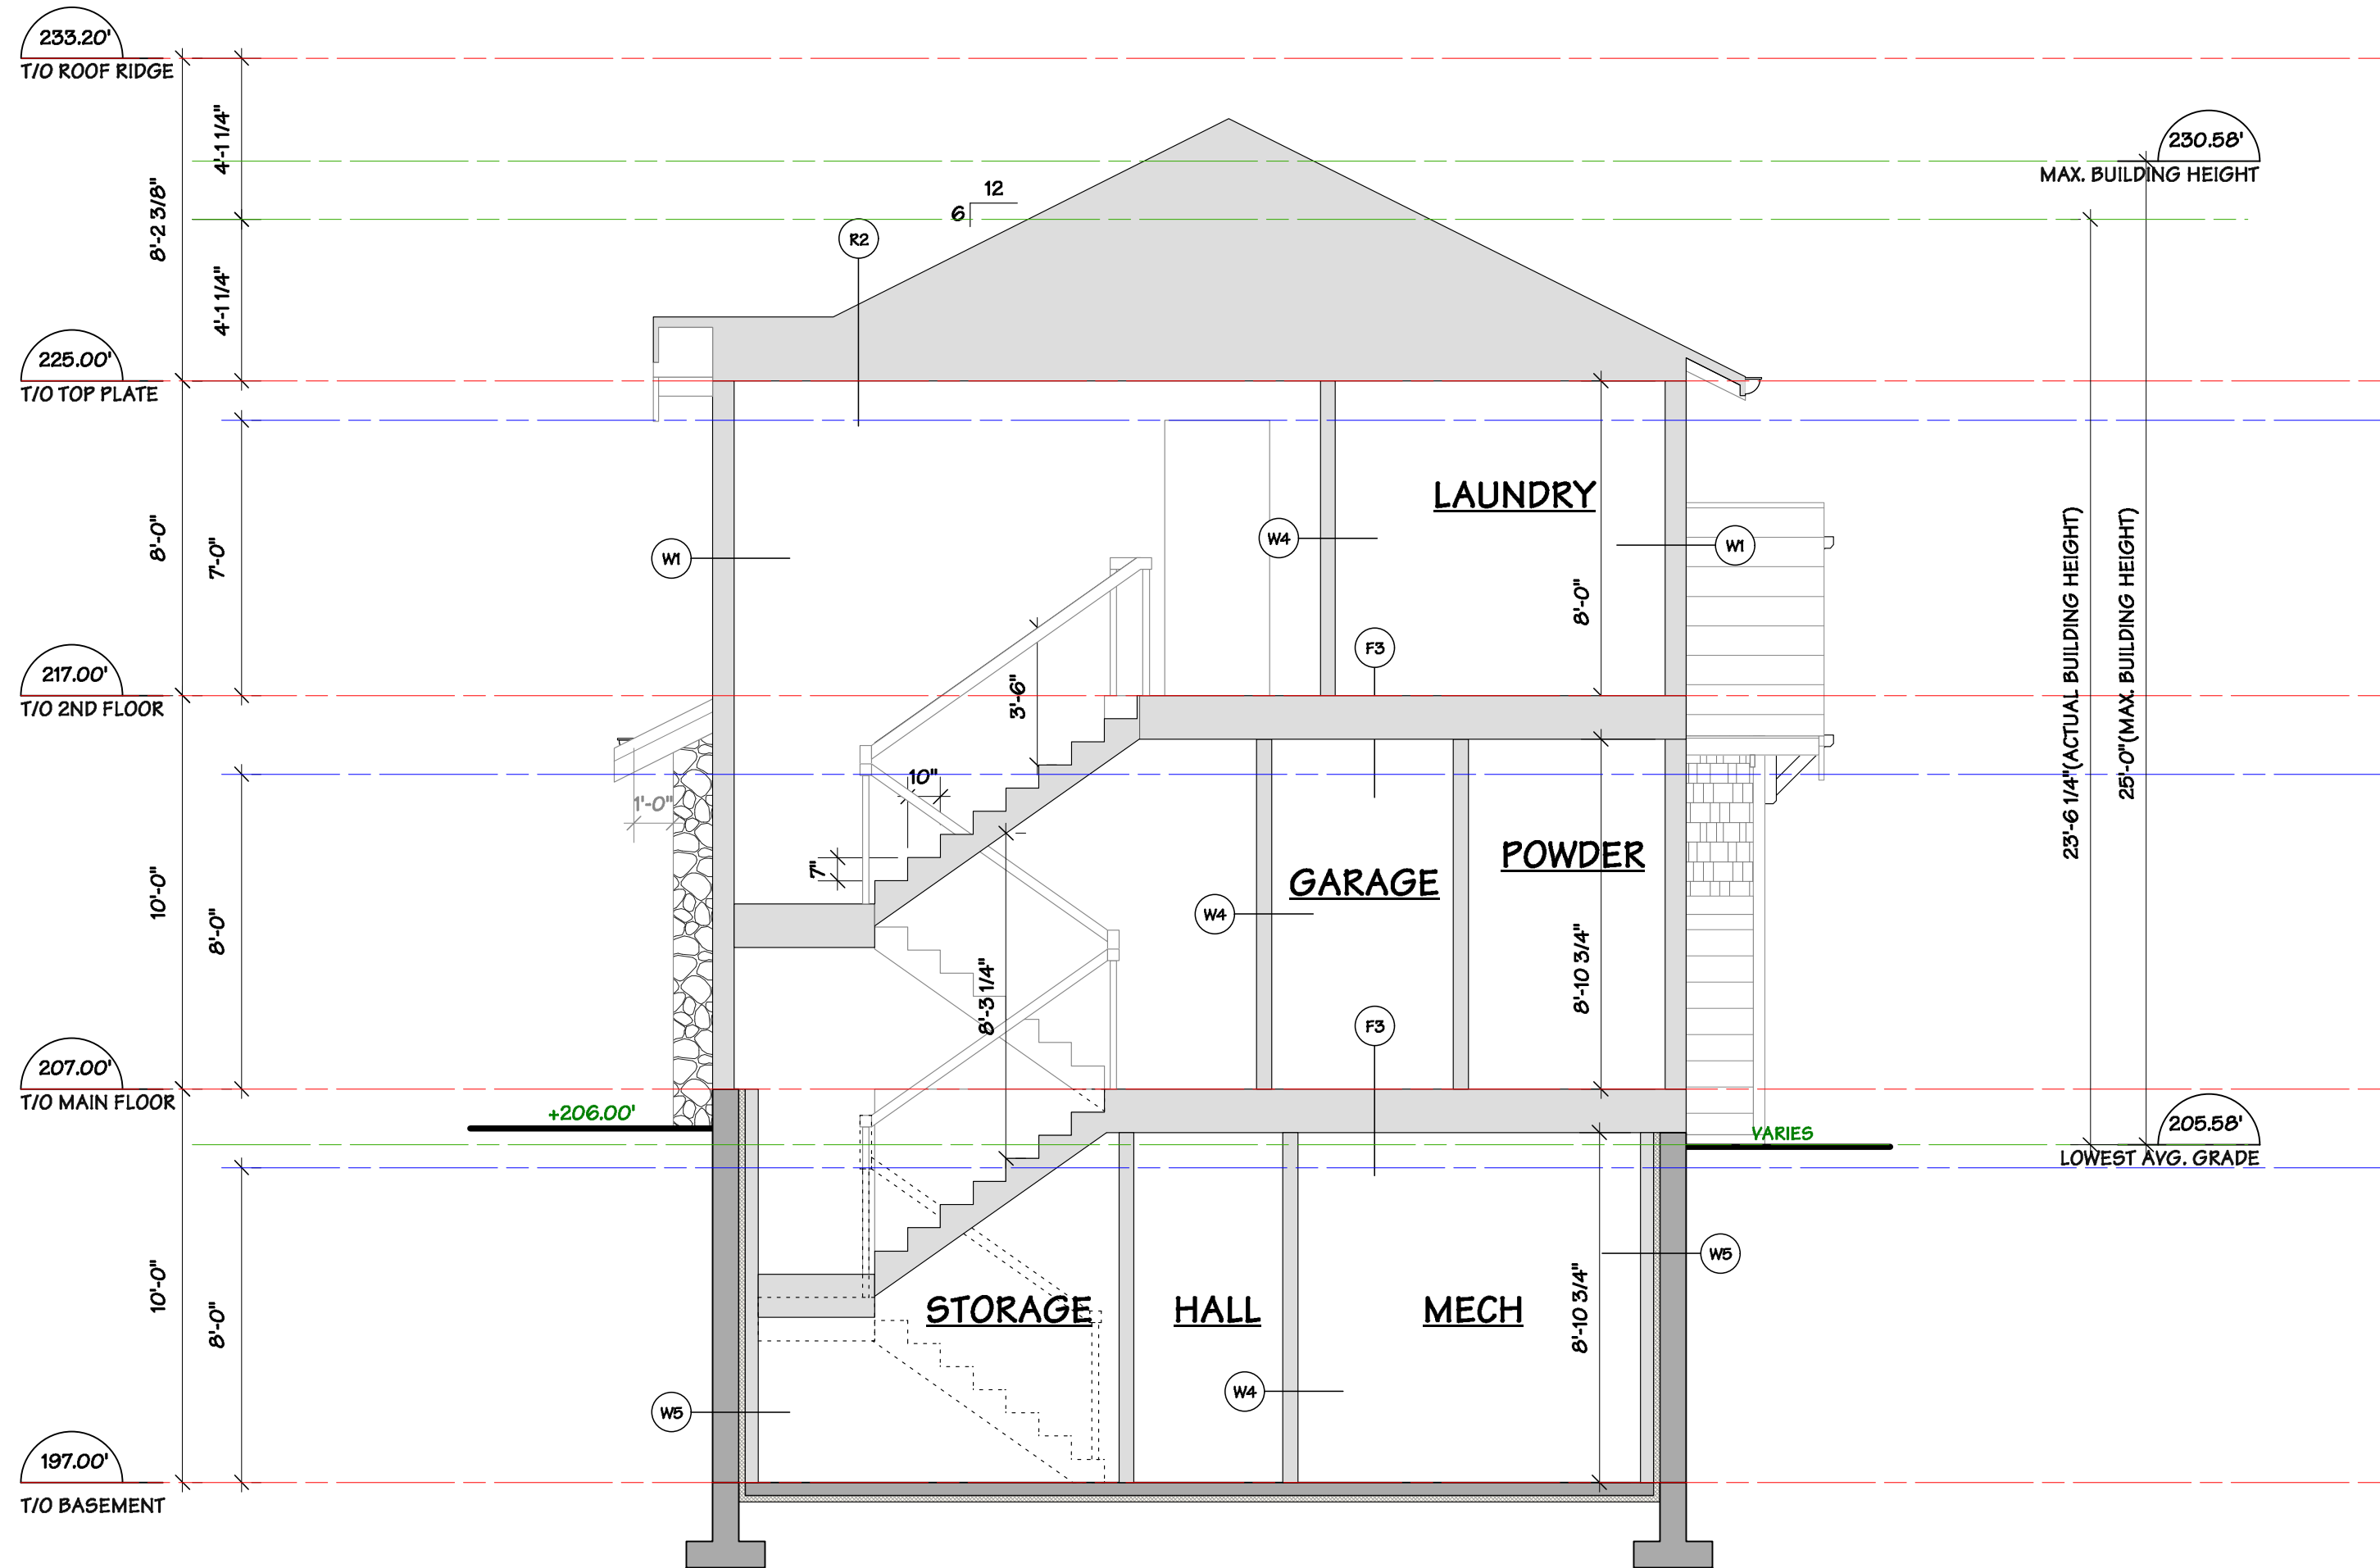 233.20'
T/O ROOF RIDGE
4'-1 1/4"
8'-2 3/8"
4'-1 1/4"
230.58'
MAX. BUILDING HEIGHT
12
6
R2
225.00'
T/O TOP PLATE
LAUNDRY
8'-0"
7'-0"
W1
W4
W1
8'-0"
F3
3'-6"
23'-6 1/4"(ACTUAL BUILDING HEIGHT)
25'-0"(MAX. BUILDING HEIGHT)
217.00'
T/O 2ND FLOOR
1'-0"
10"
7"
POWDER
GARAGE
W4
10'-0"
8'-0"
8'-3 1/4"
8'-10 3/4"
F3
207.00'
T/O MAIN FLOOR
+206.00'
VARIES
205.58'
LOWEST AVG. GRADE
W5
10'-0"
8'-0"
STORAGE
HALL
MECH
8'-10 3/4"
W4
W5
197.00'
T/O BASEMENT